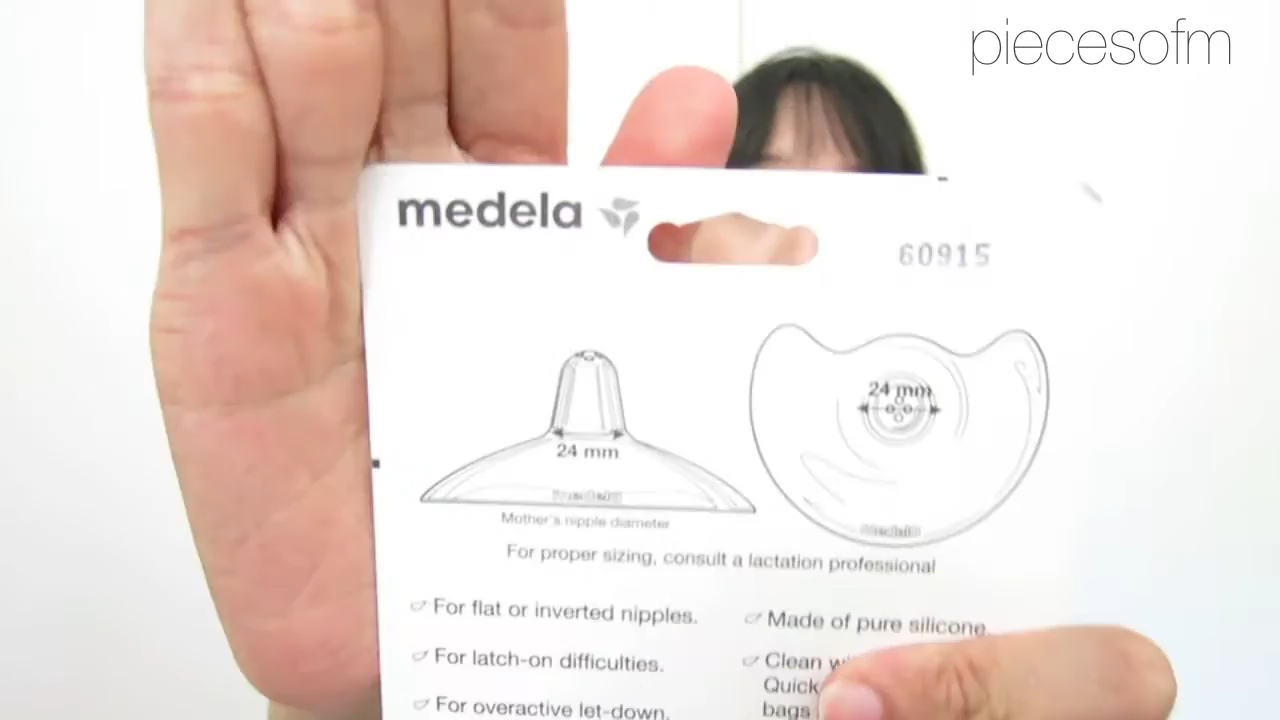 piecesofm
medela
60915
24 mm
24 mm
Mother's nipple diameter
For proper sizing, consult a lactation professional
For flat or inverted nipples.
For latch-on difficulties.
For overactive let-down.
Made of pure silicone.
Clean
Quick
bags